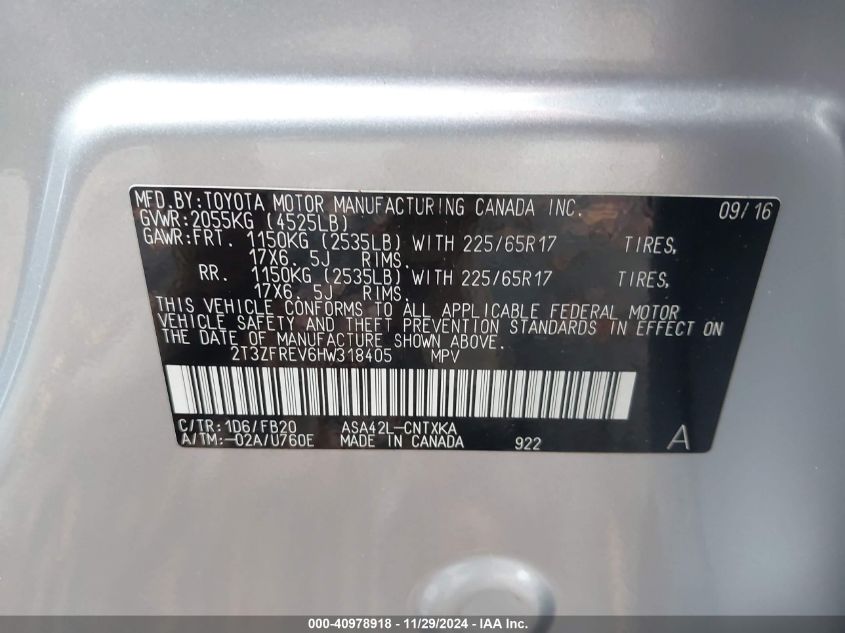 MFD.BY:TOYOTA MOTOR MANUFACTURING CANADA INC. 09/16
GVWR:2055KG (4525LB)
GAWR:FRT. 1150KG (2535LB) WITH 225/65R17 TIRES,
17X6. 5J RIMS.
RR. 1150KG (2535LB) WITH 225/65R17 TIRES,
17X6. 5J RIMS.
THIS VEHICLE CONFORMS TO ALL APPLICABLE FEDERAL MOTOR
VEHICLE SAFETY AND THEFT PREVENTION STANDARDS IN EFFECT ON
THE DATE OF MANUFACTURE SHOWN ABOVE.
2T3ZFREV6HW318405 MPV
C/TR:1D6/FB20 ASA42L-CNTXKA
A/TM:-02A/U760E MADE IN CANADA 922 A
000-40978918 - 11/29/2024 - IAA Inc.